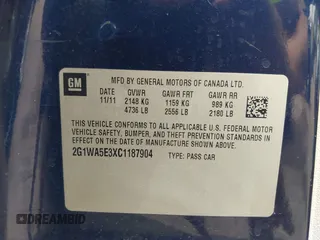 GM
MFD BY GENERAL MOTORS OF CANADA LTD.
DATE GVWR GAWR FRT GAWR RR
11/11 2148 KG 1159 KG 989 KG
4736 LB 2556 LB 2180 LB
THIS VEHICLE CONFORMS TO ALL APPLICABLE U.S. FEDERAL MOTOR
VEHICLE SAFETY, BUMPER, AND THEFT PREVENTION STANDARDS
IN EFFECT ON THE DATE OF MANUFACTURE SHOWN ABOVE.
2G1WA5E3XC1187904 TYPE: PASS CAR
DREAMBID